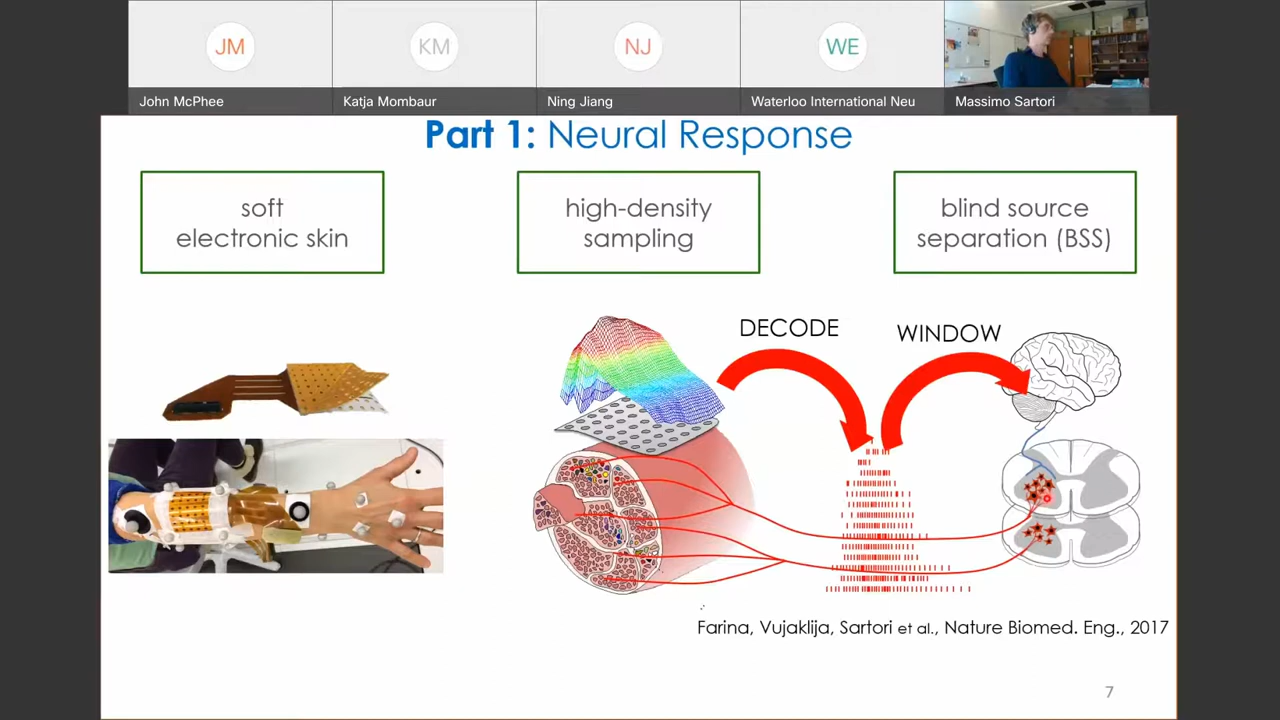 JM
KM
NJ
WE
John McPhee
Katja Mombaur
Ning Jiang
Waterloo International Neu
Massimo Sartori
Part 1: Neural Response
soft
electronic skin
high-density
sampling
blind source
separation (BSS)
DECODE
WINDOW
Farina, Vujaklija, Sartori et al., Nature Biomed. Eng., 2017
7